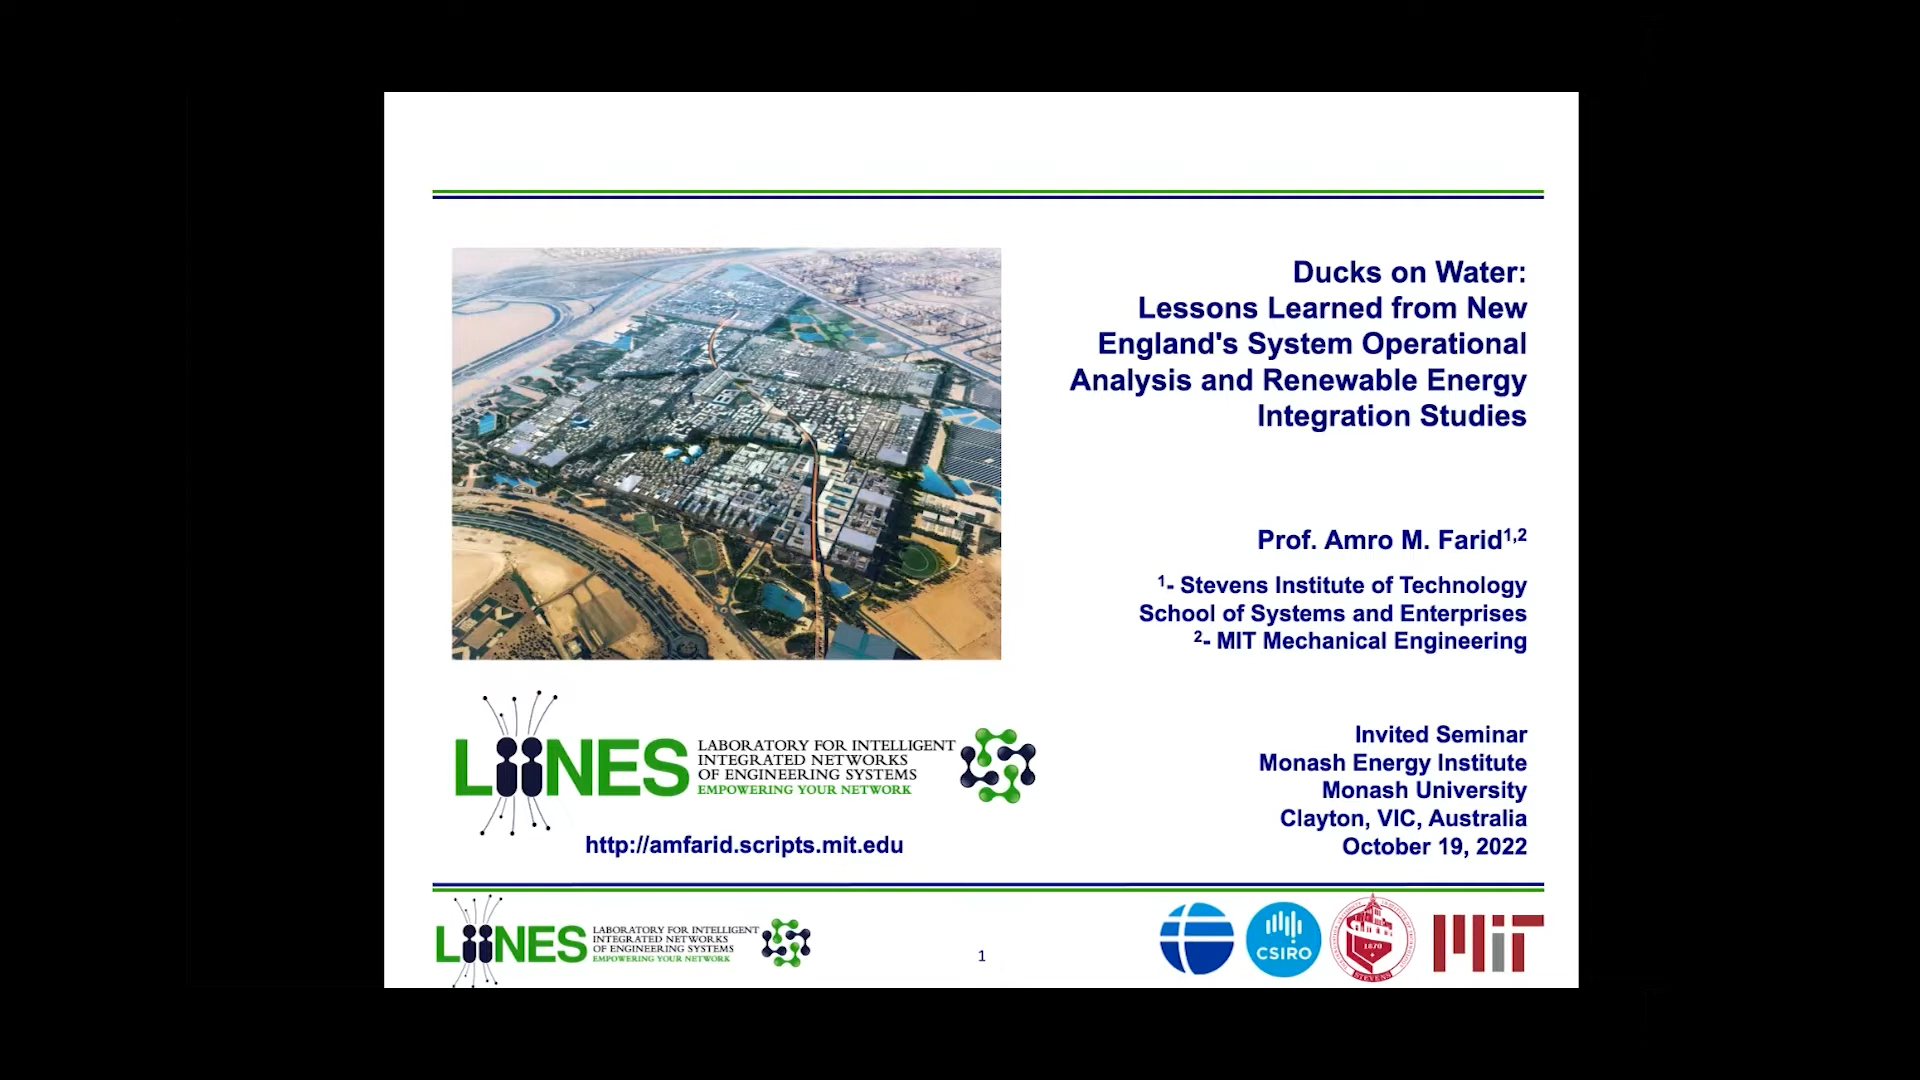 Ducks on Water:
Lessons Learned from New
England's System Operational
Analysis and Renewable Energy
Integration Studies
Prof. Amro M. Farid1,2
1- Stevens Institute of Technology
School of Systems and Enterprises
2- MIT Mechanical Engineering
LIINES
LABORATORY FOR INTELLIGENT
INTEGRATED NETWORKS
OF ENGINEERING SYSTEMS
EMPOWERING YOUR NETWORK
http://amfarid.scripts.mit.edu
Invited Seminar
Monash Energy Institute
Monash University
Clayton, VIC, Australia
October 19, 2022
LIINES
LABORATORY FOR INTELLIGENT
INTEGRATED NETWORKS
OF ENGINEERING SYSTEMS
EMPOWERING YOUR NETWORK
1
CSIRO
1870
STEVENS
MIT